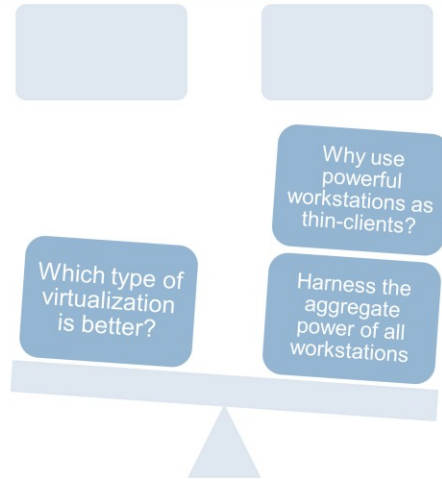 Why use
powerful
workstations as
thin-clients?
Which type of
virtualization
is better?
Harness the
aggregate
power of all
workstations